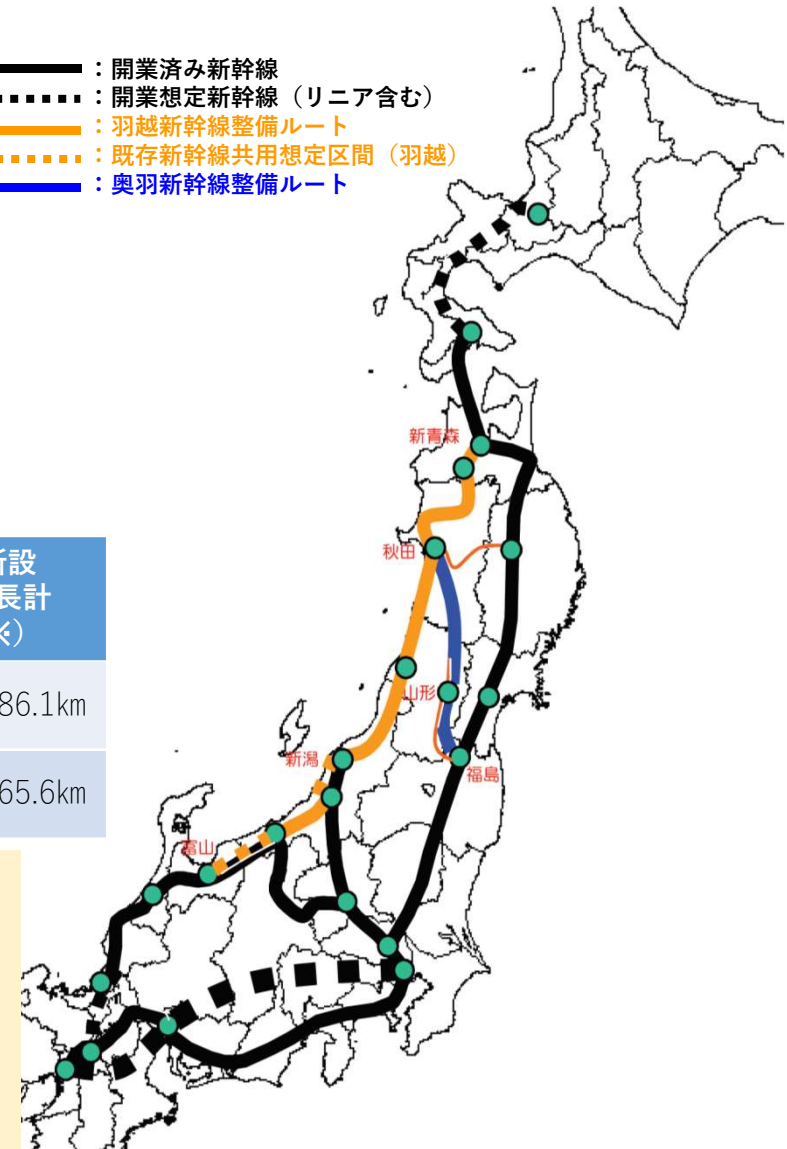 ：開業済み新幹線
：開業想定新幹線（リニア含む）
：羽越新幹線整備ルート
：既存新幹線共用想定区間（羽越）
：奥羽新幹線整備ルート
新青森
秋田
山形
新潟
福島
富山
設
長計
）
86.1km
65.6km